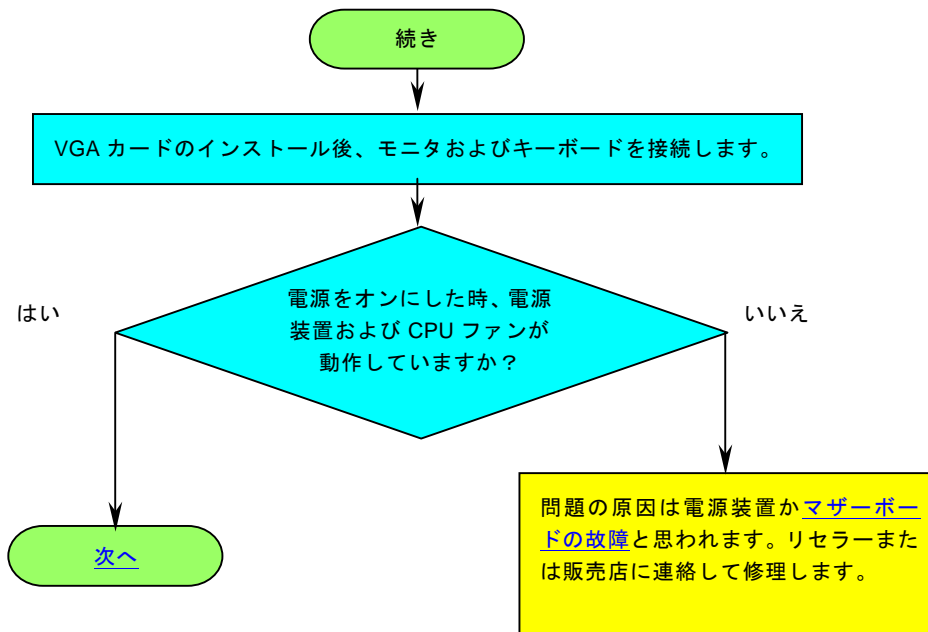 続き
VGA カードのインストール後、モニタおよびキーボードを接続します。
電源をオンにした時、電源
装置および CPU ファンが
動作していますか？
はい
いいえ
問題の原因は電源装置かマザーボー
ドの故障と思われます。リセラーまた
は販売店に連絡して修理します。
次へ